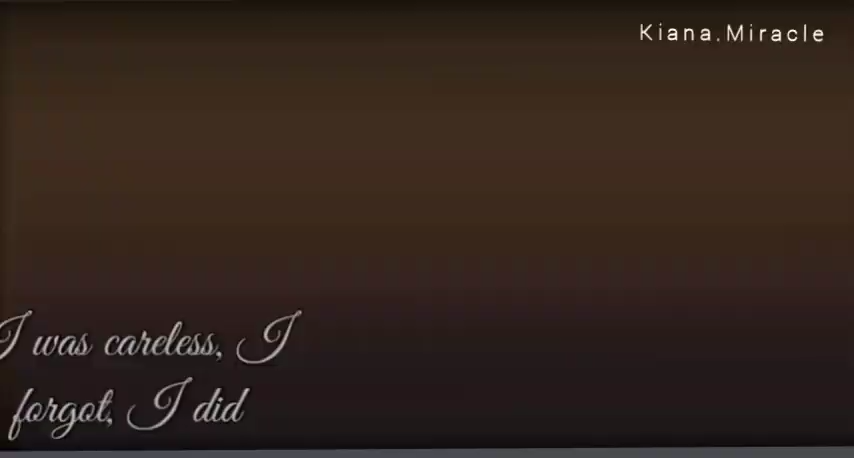 Kiana.Miracle
I was careless, I
forgot, I did